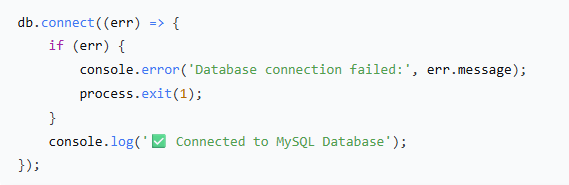 db.connect((err) => {
    if (err) {
        console.error('Database connection failed:', err.message);
        process.exit(1);
    }
    console.log('✅ Connected to MySQL Database');
});